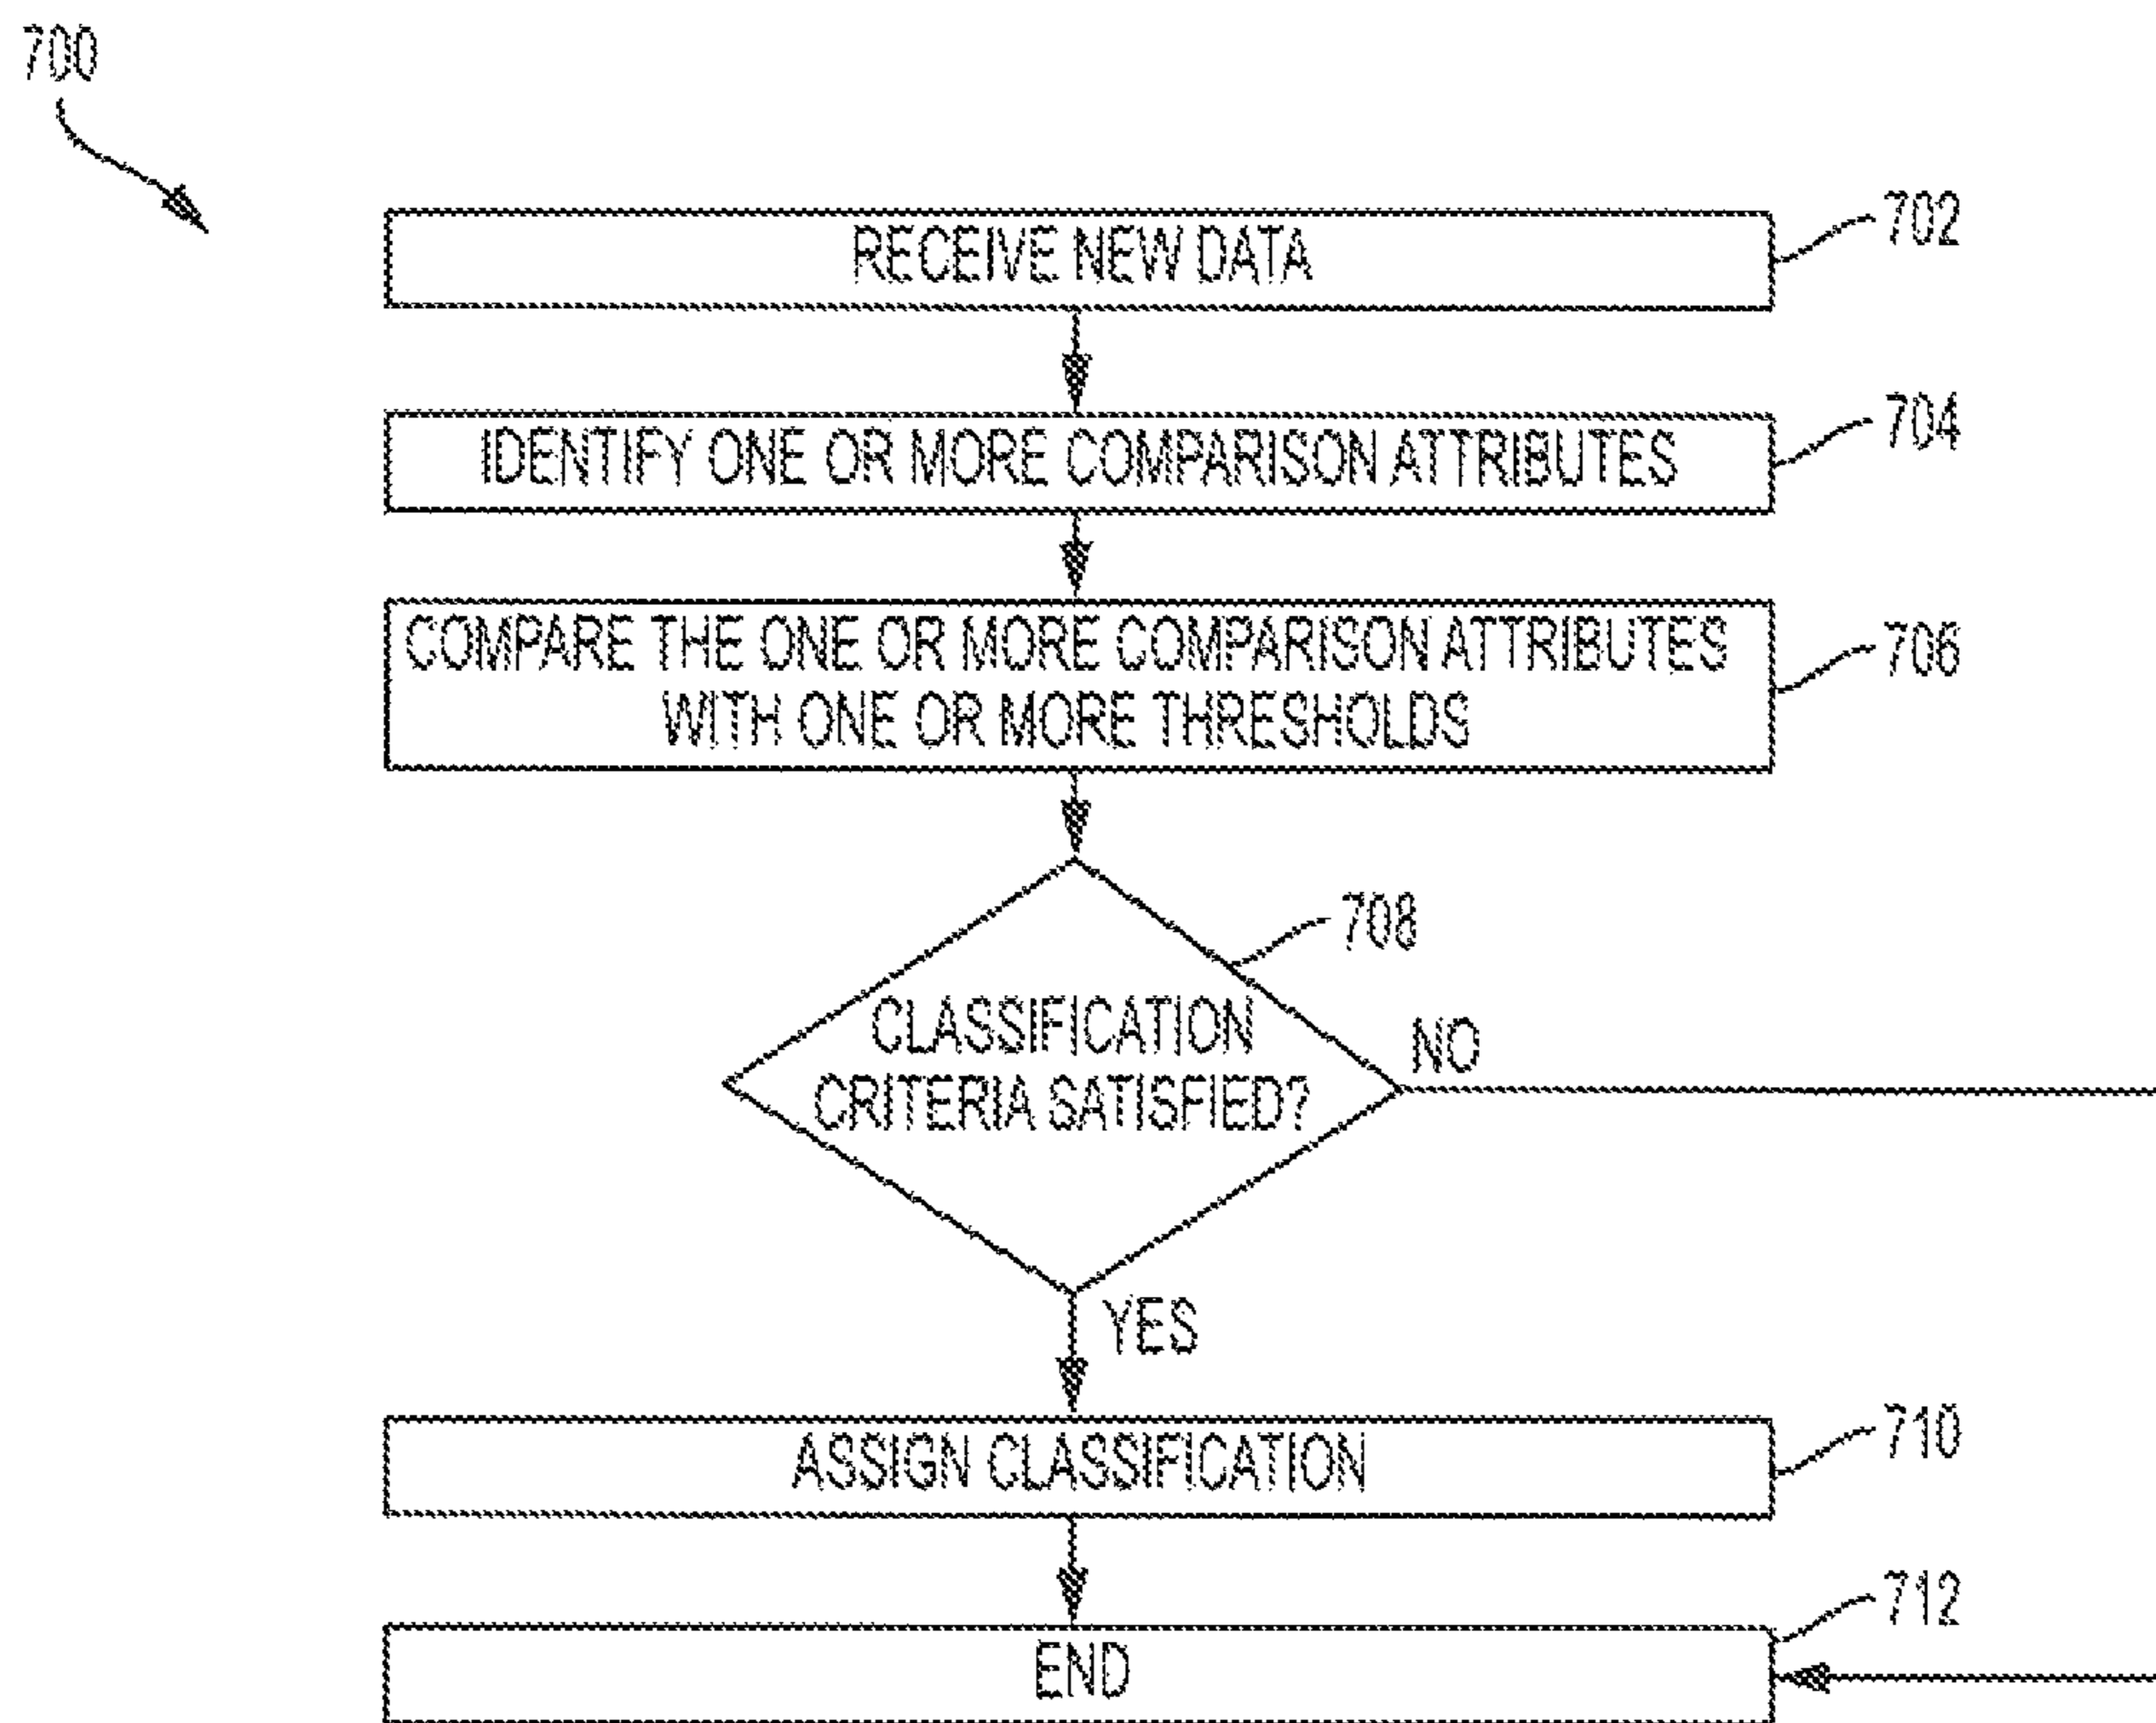 700
RECEIVE NEW DATA
702
IDENTIFY ONE OR MORE COMPARISON ATTRIBUTES
704
COMPARE THE ONE OR MORE COMPARISON ATTRIBUTES
WITH ONE OR MORE THRESHOLDS
706
708
CLASSIFICATION
CRITERIA SATISFIED?
NO
YES
ASSIGN CLASSIFICATION
710
END
712